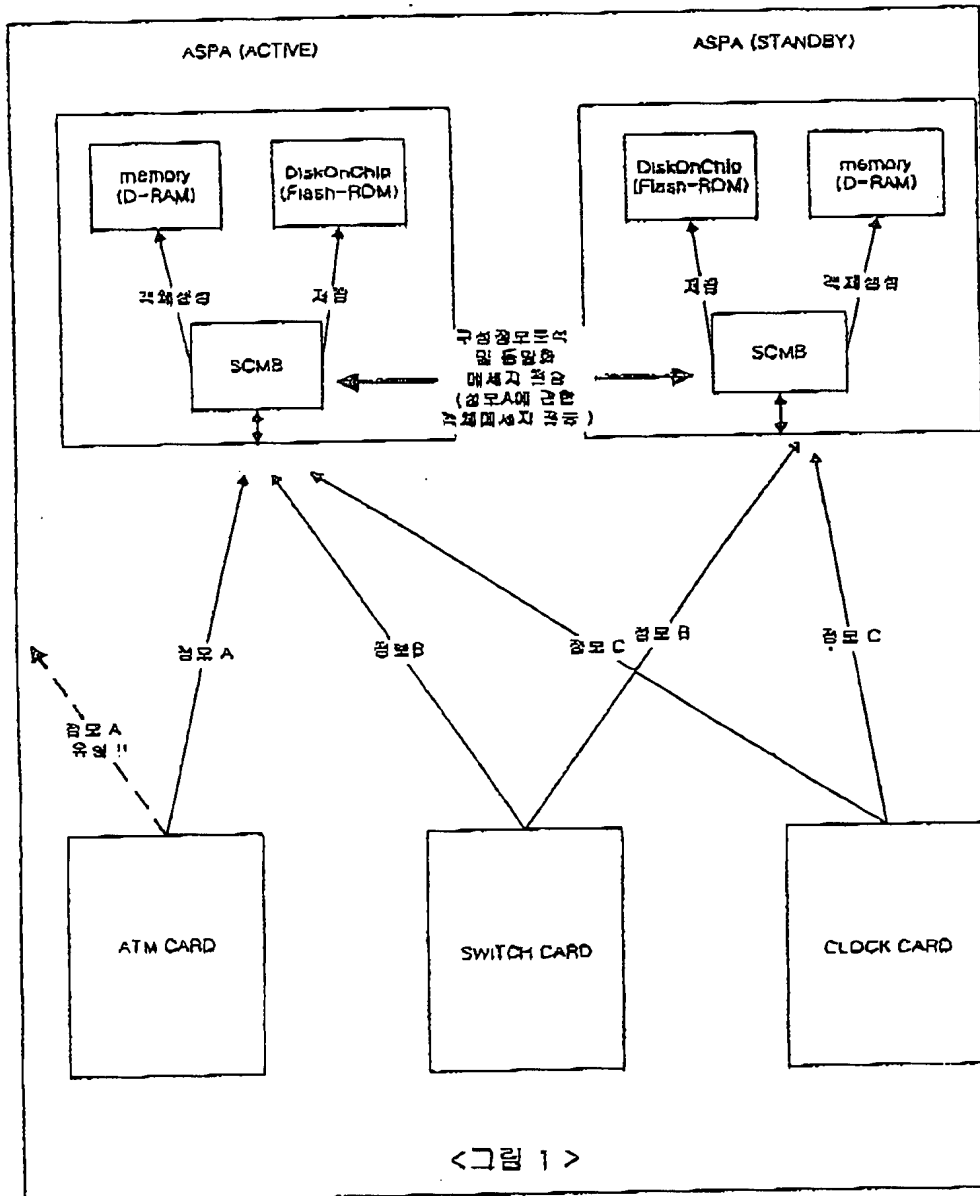 ASPA (ACTIVE)
ASPA (STANDBY)
memory
(D-RAM)
DiskOnChip
(Flash-ROM)
DiskOnChip
(Flash-ROM)
memory
(D-RAM)
객체생성
저장
저장
객체생성
SCMB
SCMB
구성정보분석
및 동일화
메세지 전송
(정보A에 관한
전체메세지 전송)
정보 A
정보B
정보 C
정보 B
정보 C
정보 A
유실!!
ATM CARD
SWITCH CARD
CLOCK CARD
<그림 1>